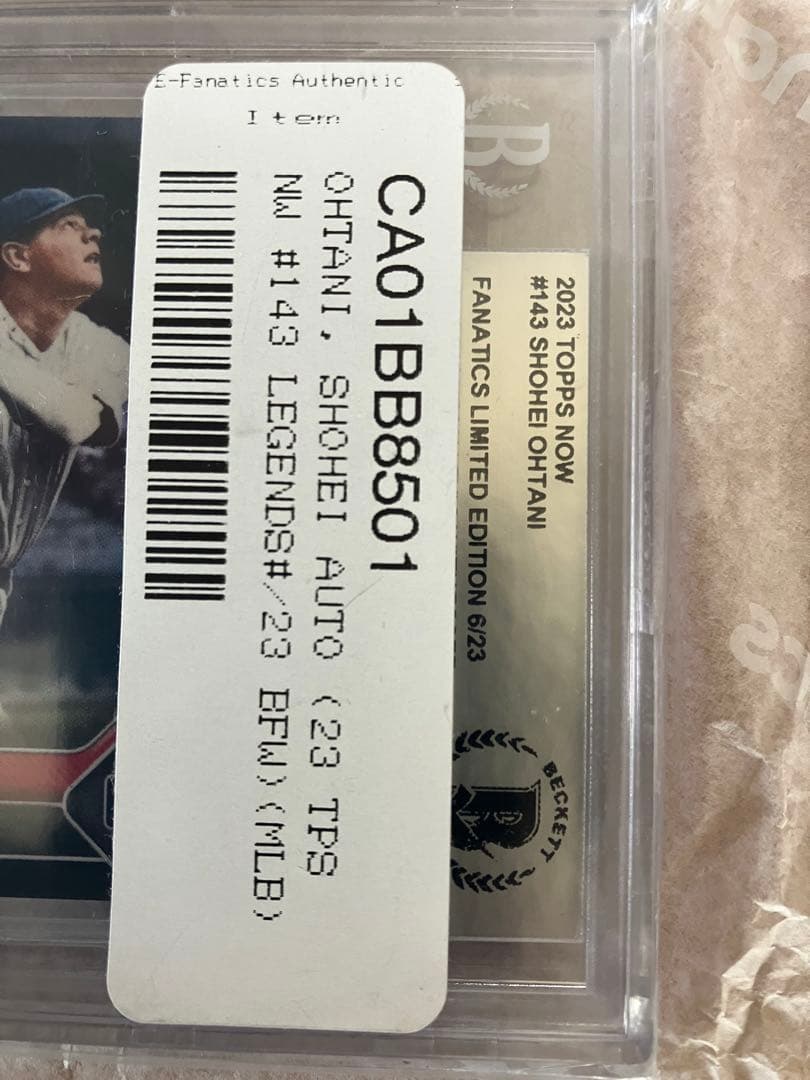 E-Fanatics Authentic
Item
CA01BB8501
OHTANI, SHOHEI AUTO (23 TPS
NW #143 LEGENDS#/23 BFW)(MLB)
2023 TOPPS NOW
#143 SHOHEI OHTANI
FANATICS LIMITED EDITION 6/23
B
BECKETT
B